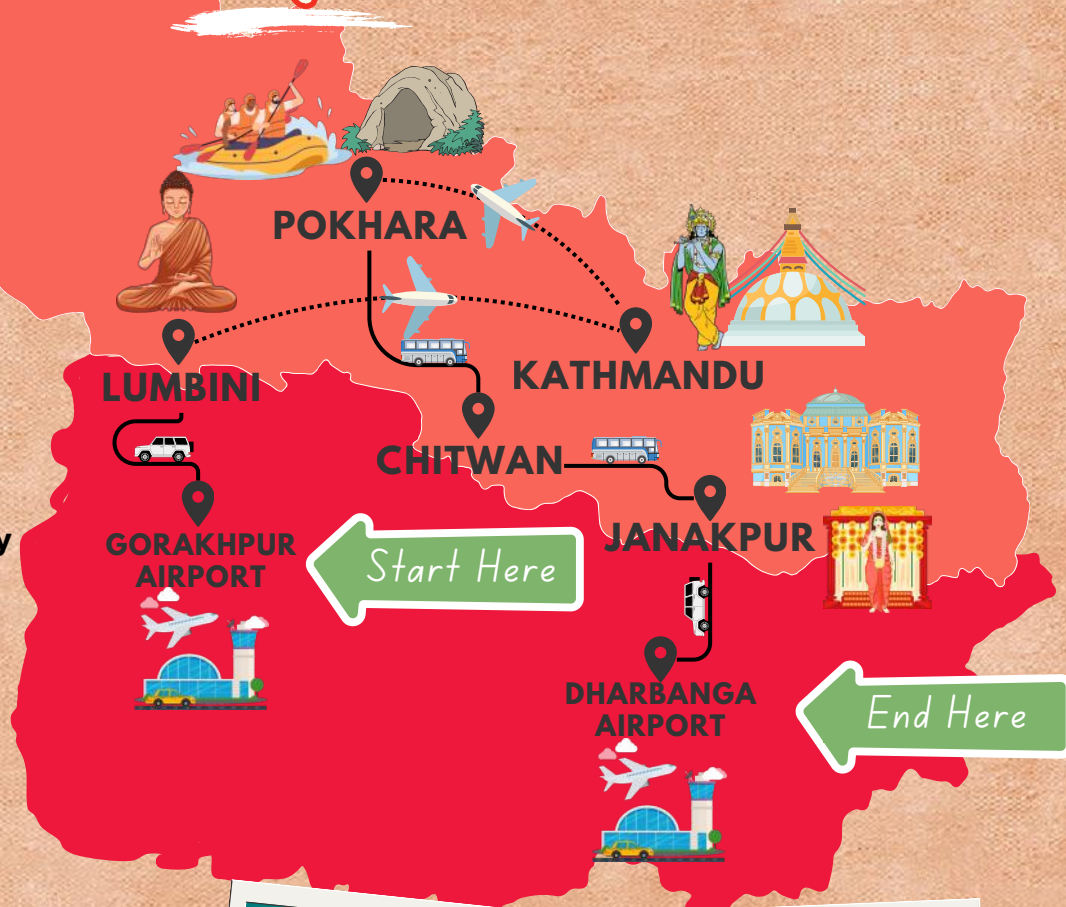 POKHARA
KATHMANDU
LUMBINI
CHITWAN
y
GORAKHPUR
AIRPORT
Start Here
JANAKPUR
DHARBANGA
AIRPORT
End Here